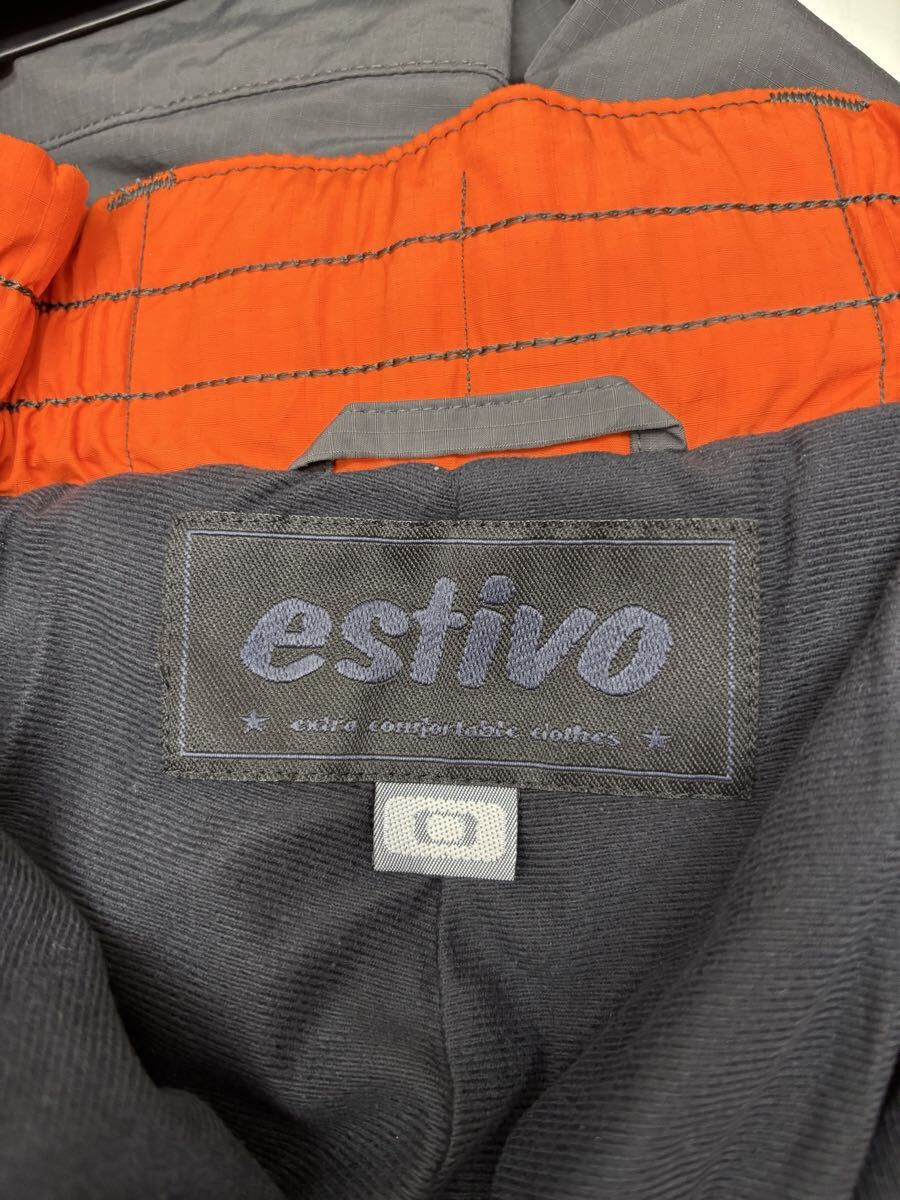 estivo
★ extra comfortable clothes ★
O